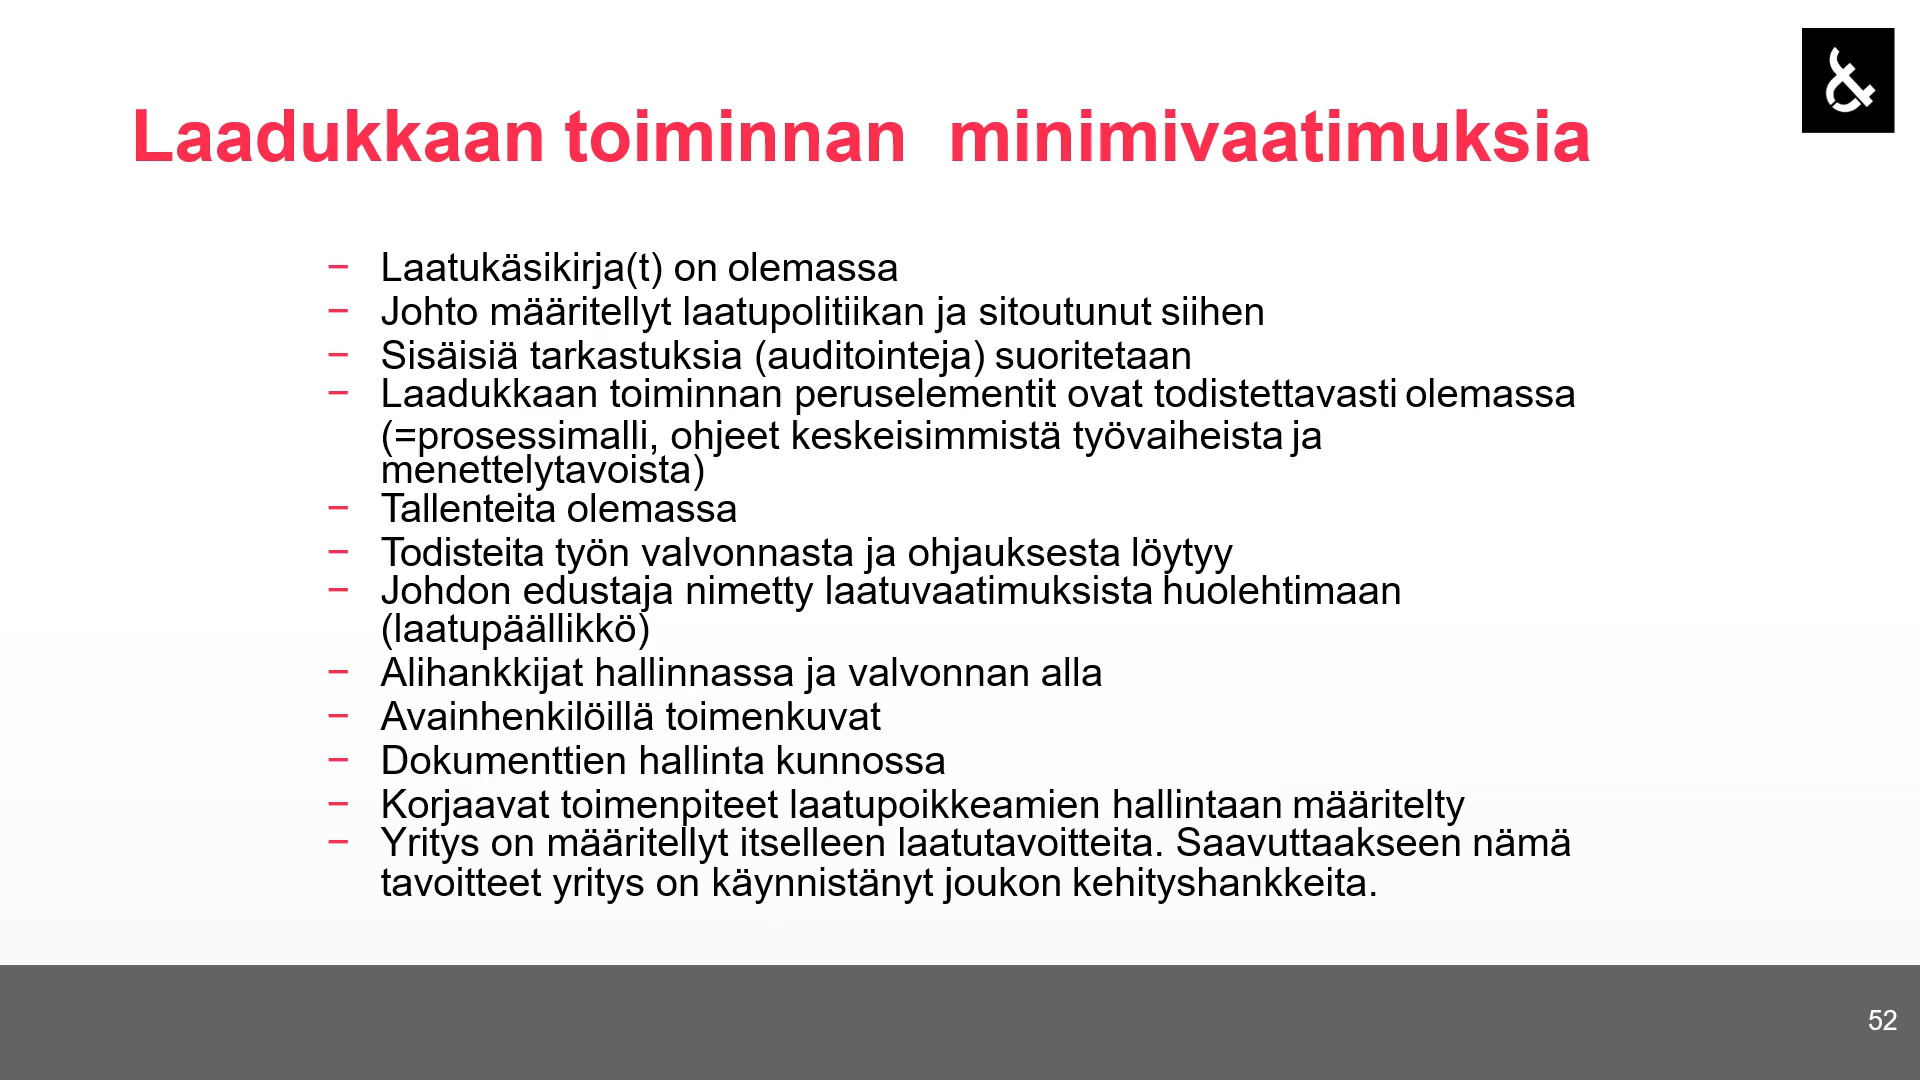 &
Laadukkaan toiminnan minimivaatimuksia
− Laatukäsikirja(t) on olemassa
− Johto määritellyt laatupolitiikan ja sitoutunut siihen
− Sisäisiä tarkastuksia (auditointeja) suoritetaan
− Laadukkaan toiminnan peruselementit ovat todistettavasti olemassa
(=prosessimalli, ohjeet keskeisimmistä työvaiheista ja
menettelytavoista)
− Tallenteita olemassa
− Todisteita työn valvonnasta ja ohjauksesta löytyy
− Johdon edustaja nimetty laatuvaatimuksista huolehtimaan
(laatupäällikkö)
− Alihankkijat hallinnassa ja valvonnan alla
− Avainhenkilöillä toimenkuvat
− Dokumenttien hallinta kunnossa
− Korjaavat toimenpiteet laatupoikkeamien hallintaan määritelty
− Yritys on määritellyt itselleen laatutavoitteita. Saavuttaakseen nämä
tavoitteet yritys on käynnistänyt joukon kehityshankkeita.
52